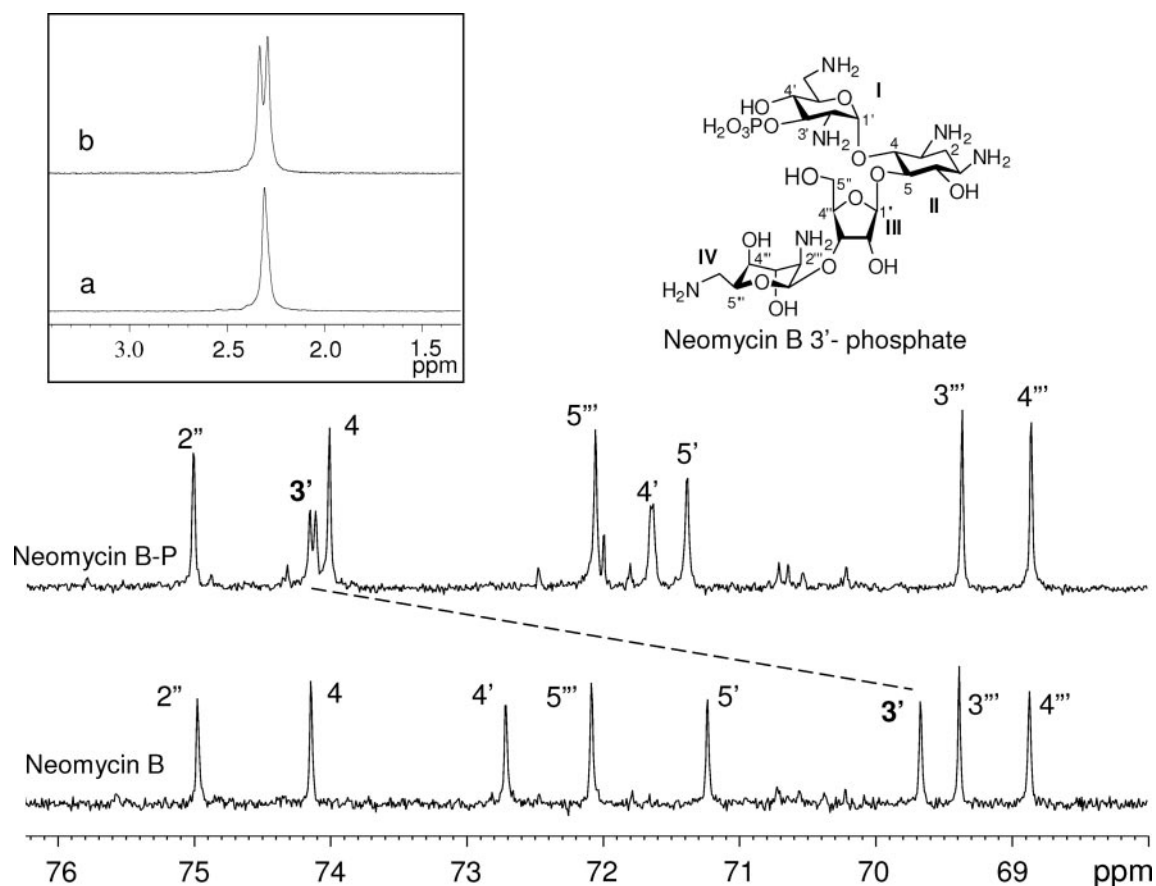 b
a
3.0 2.5 2.0 1.5
ppm
NH₂
I
4'
O
HO
H₂O₃P
O
3'
NH₂
1'
O
4
NH₂
2
NH₂
HO
5"
O
5
OH
II
4"
O
1"
III
IV
OH
NH₂
4'''
2'''
O
OH
H₂N
O
5'''
OH
Neomycin B 3'- phosphate
2" 3' 4 5''' 4' 5' 3''' 4'''
Neomycin B-P
2" 4 4' 5''' 5' 3' 3''' 4'''
Neomycin B
76 75 74 73 72 71 70 69 ppm